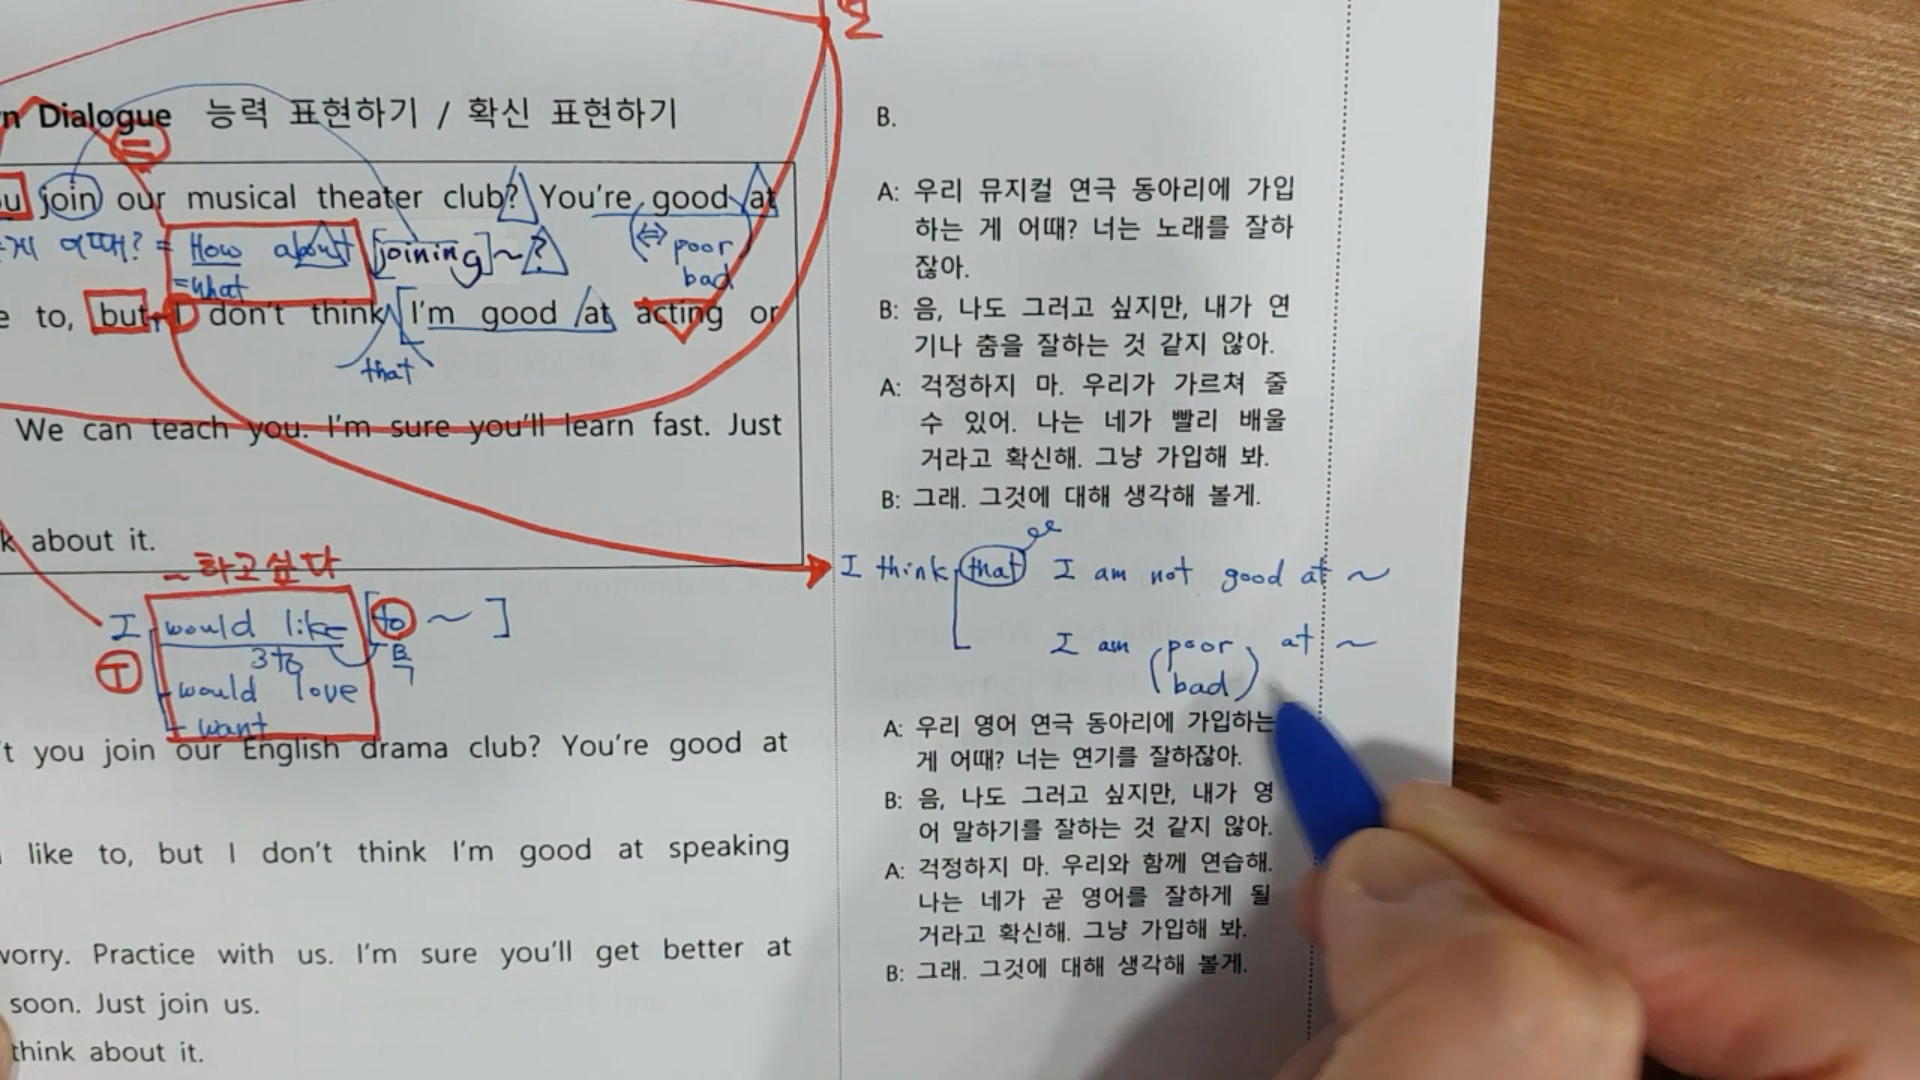 n Dialogue 능력 표현하기 / 확신 표현하기
u join our musical theater club? You're good at
게 어때? = How about [joining] ~ ?
(⇔ poor
bad)
= what
e to, but I don't think [I'm good at acting or
that
We can teach you. I'm sure you'll learn fast. Just
k about it.
~하고싶다
I would like [to ~ ]
would love
want
't you join our English drama club? You're good at
like to, but I don't think I'm good at speaking
worry. Practice with us. I'm sure you'll get better at
soon. Just join us.
think about it.
B.
A: 우리 뮤지컬 연극 동아리에 가입
하는 게 어때? 너는 노래를 잘하
잖아.
B: 음, 나도 그러고 싶지만, 내가 연
기나 춤을 잘하는 것 같지 않아.
A: 걱정하지 마. 우리가 가르쳐 줄
수 있어. 나는 네가 빨리 배울
거라고 확신해. 그냥 가입해 봐.
B: 그래. 그것에 대해 생각해 볼게.
I think that I am not good at ~
I am (poor at ~
bad)
A: 우리 영어 연극 동아리에 가입하는
게 어때? 너는 연기를 잘하잖아.
B: 음, 나도 그러고 싶지만, 내가 영
어 말하기를 잘하는 것 같지 않아.
A: 걱정하지 마. 우리와 함께 연습해.
나는 네가 곧 영어를 잘하게 될
거라고 확신해. 그냥 가입해 봐.
B: 그래. 그것에 대해 생각해 볼게.